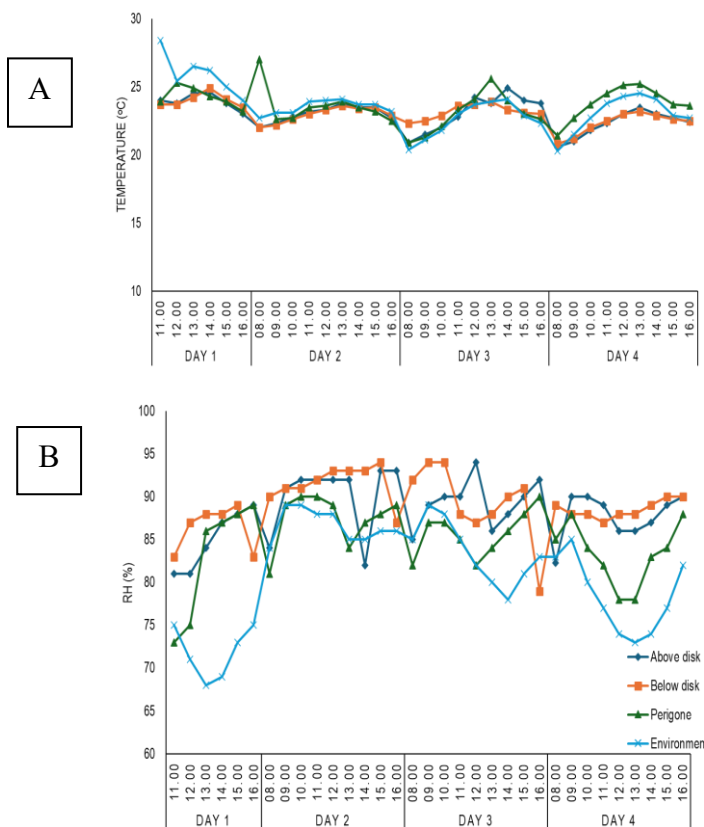 A
30
25
20
15
10
TEMPERATURE (ºC)
11.00 12.00 13.00 14.00 15.00 16.00 08.00 09.00 10.00 11.00 12.00 13.00 14.00 15.00 16.00 08.00 09.00 10.00 11.00 12.00 13.00 14.00 15.00 16.00 08.00 09.00 10.00 11.00 12.00 13.00 14.00 15.00 16.00
DAY 1 DAY 2 DAY 3 DAY 4
B
100
95
90
85
80
75
70
65
60
RH (%)
Above disk
Below disk
Perigone
Environmen
11.00 12.00 13.00 14.00 15.00 16.00 08.00 09.00 10.00 11.00 12.00 13.00 14.00 15.00 16.00 08.00 09.00 10.00 11.00 12.00 13.00 14.00 15.00 16.00 08.00 09.00 10.00 11.00 12.00 13.00 14.00 15.00 16.00
DAY 1 DAY 2 DAY 3 DAY 4